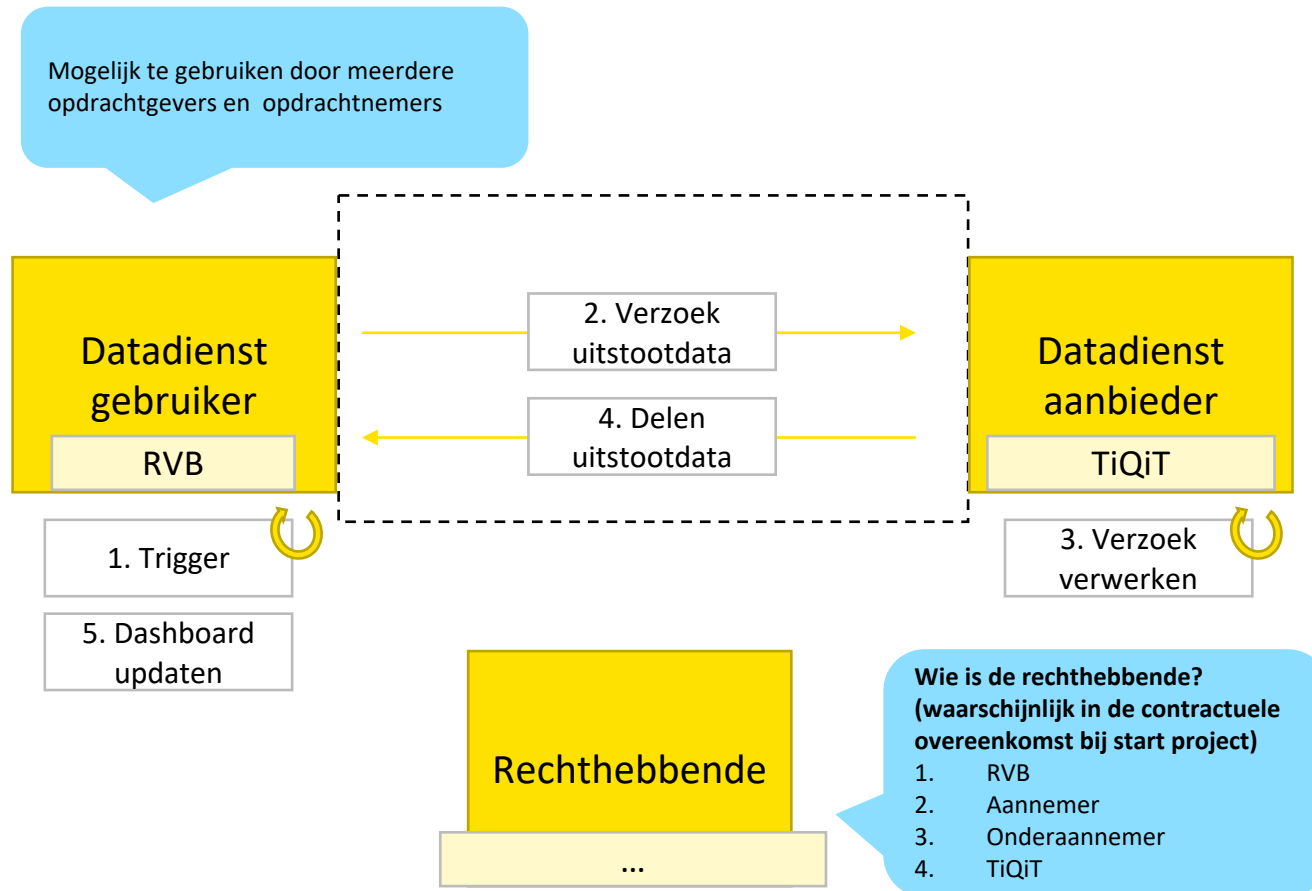 Mogelijk te gebruiken door meerdere
opdrachtgevers en  opdrachtnemers
Datadienst
gebruiker
RVB
2. Verzoek
uitstootdata
4. Delen
uitstootdata
Datadienst
aanbieder
TiQiT
1. Trigger
3. Verzoek
verwerken
5. Dashboard
updaten
Rechthebbende
...
Wie is de rechthebbende?
(waarschijnlijk in de contractuele
overeenkomst bij start project)
1. RVB
2. Aannemer
3. Onderaannemer
4. TiQiT